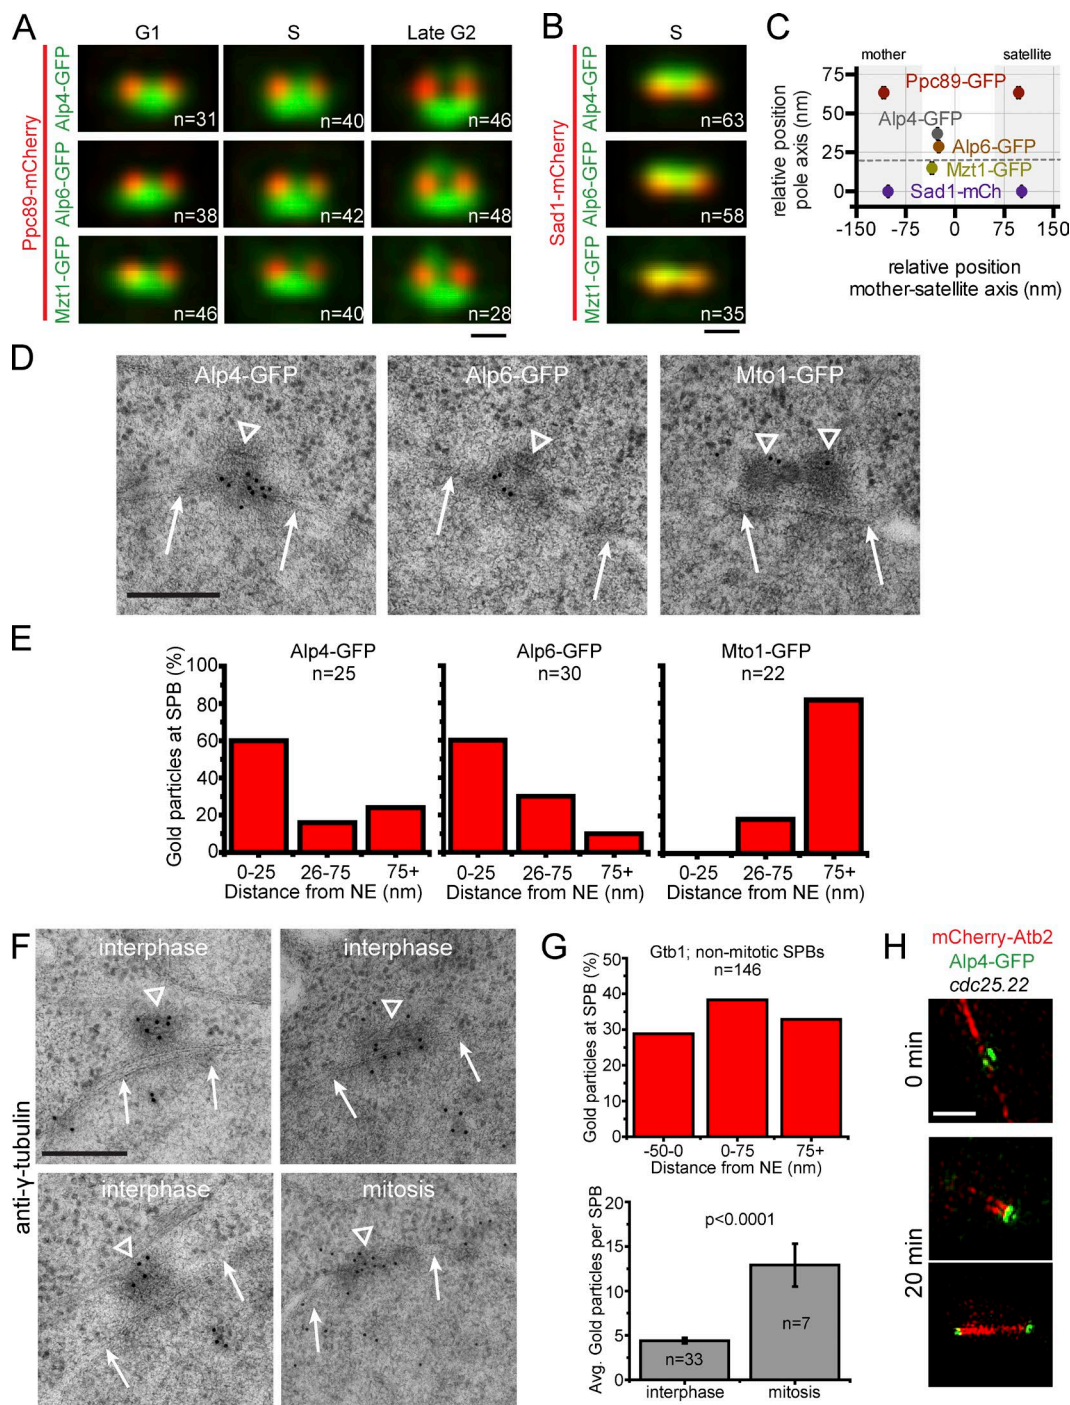 A
G1
S
Late G2
Ppc89-mCherry
Alp4-GFP
n=31
n=40
n=46
Alp6-GFP
n=38
n=42
n=48
Mzt1-GFP
n=46
n=40
n=28
B
S
Sad1-mCherry
Alp4-GFP
n=63
Alp6-GFP
n=58
Mzt1-GFP
n=35
C
mother
satellite
relative position
pole axis (nm)
75
50
25
0
Ppc89-GFP
Alp4-GFP
Alp6-GFP
Mzt1-GFP
Sad1-mCh
-150
-75
0
75
150
relative position
mother-satellite axis (nm)
D
Alp4-GFP
Alp6-GFP
Mto1-GFP
E
Gold particles at SPB (%)
100
80
60
40
20
0
Alp4-GFP
n=25
0-25
26-75
75+
Distance from NE (nm)
Alp6-GFP
n=30
0-25
26-75
75+
Distance from NE (nm)
Mto1-GFP
n=22
0-25
26-75
75+
Distance from NE (nm)
F
anti-γ-tubulin
interphase
interphase
interphase
mitosis
G
Gtb1; non-mitotic SPBs
n=146
Gold particles at SPB (%)
50
40
30
20
10
0
-50-0
0-75
75+
Distance from NE (nm)
Avg. Gold particles per SPB
20
15
10
5
0
p<0.0001
n=33
n=7
interphase
mitosis
H
mCherry-Atb2
Alp4-GFP
cdc25.22
0 min
20 min